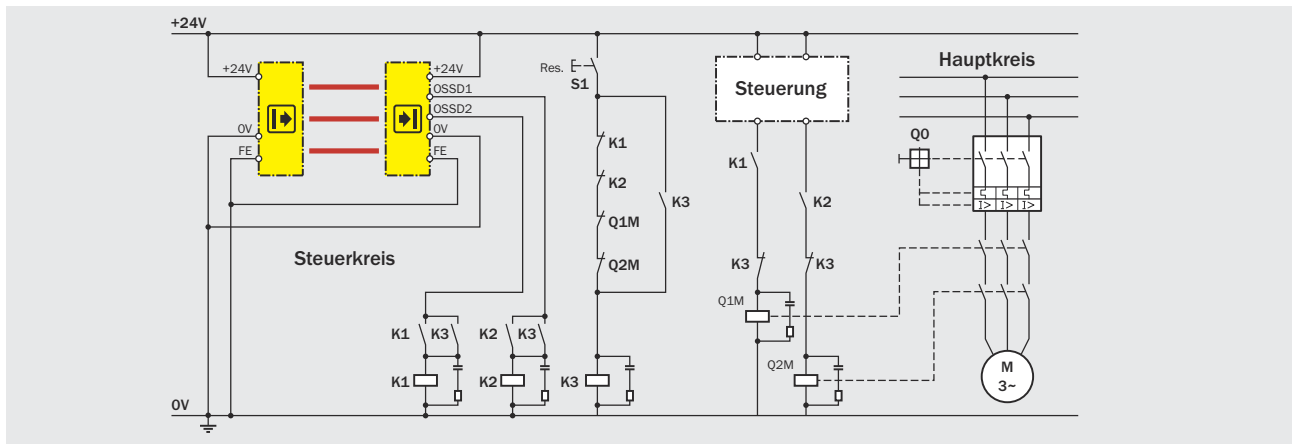 +24V
+24V
0V
FE
+24V
OSSD1
OSSD2
0V
FE
Steuerkreis
Res.
S1
K1
K2
Q1M
Q2M
K3
Steuerung
K1
K2
K3
K3
Q1M
Q2M
Hauptkreis
Q0
I>
I>
I>
M
3~
K1
K3
K2
K3
K1
K2
K3
0V